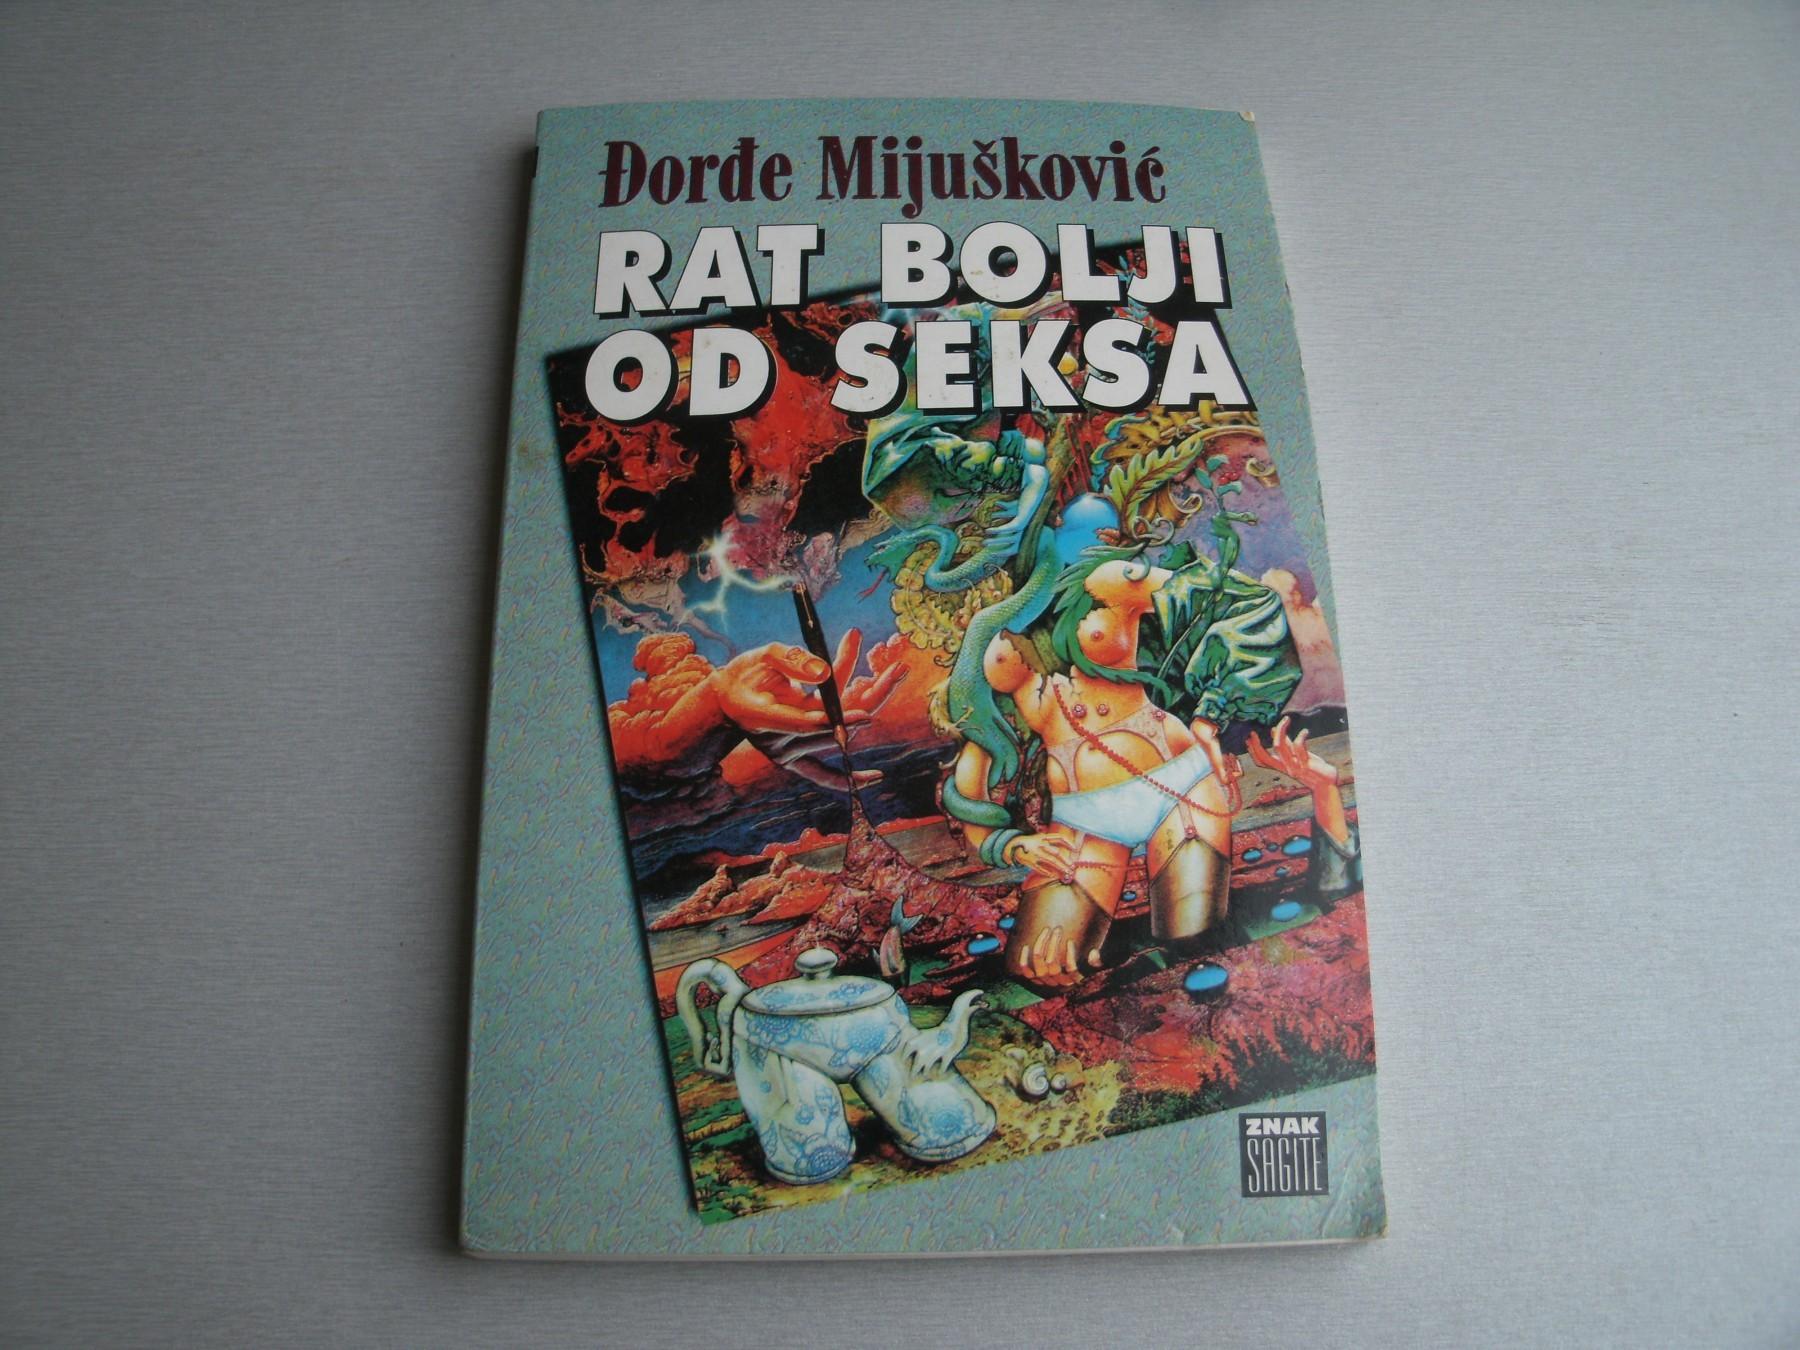 Đorđe Mijušković
RAT BOLJI
OD SEKSA
ZNAK
SAGITE